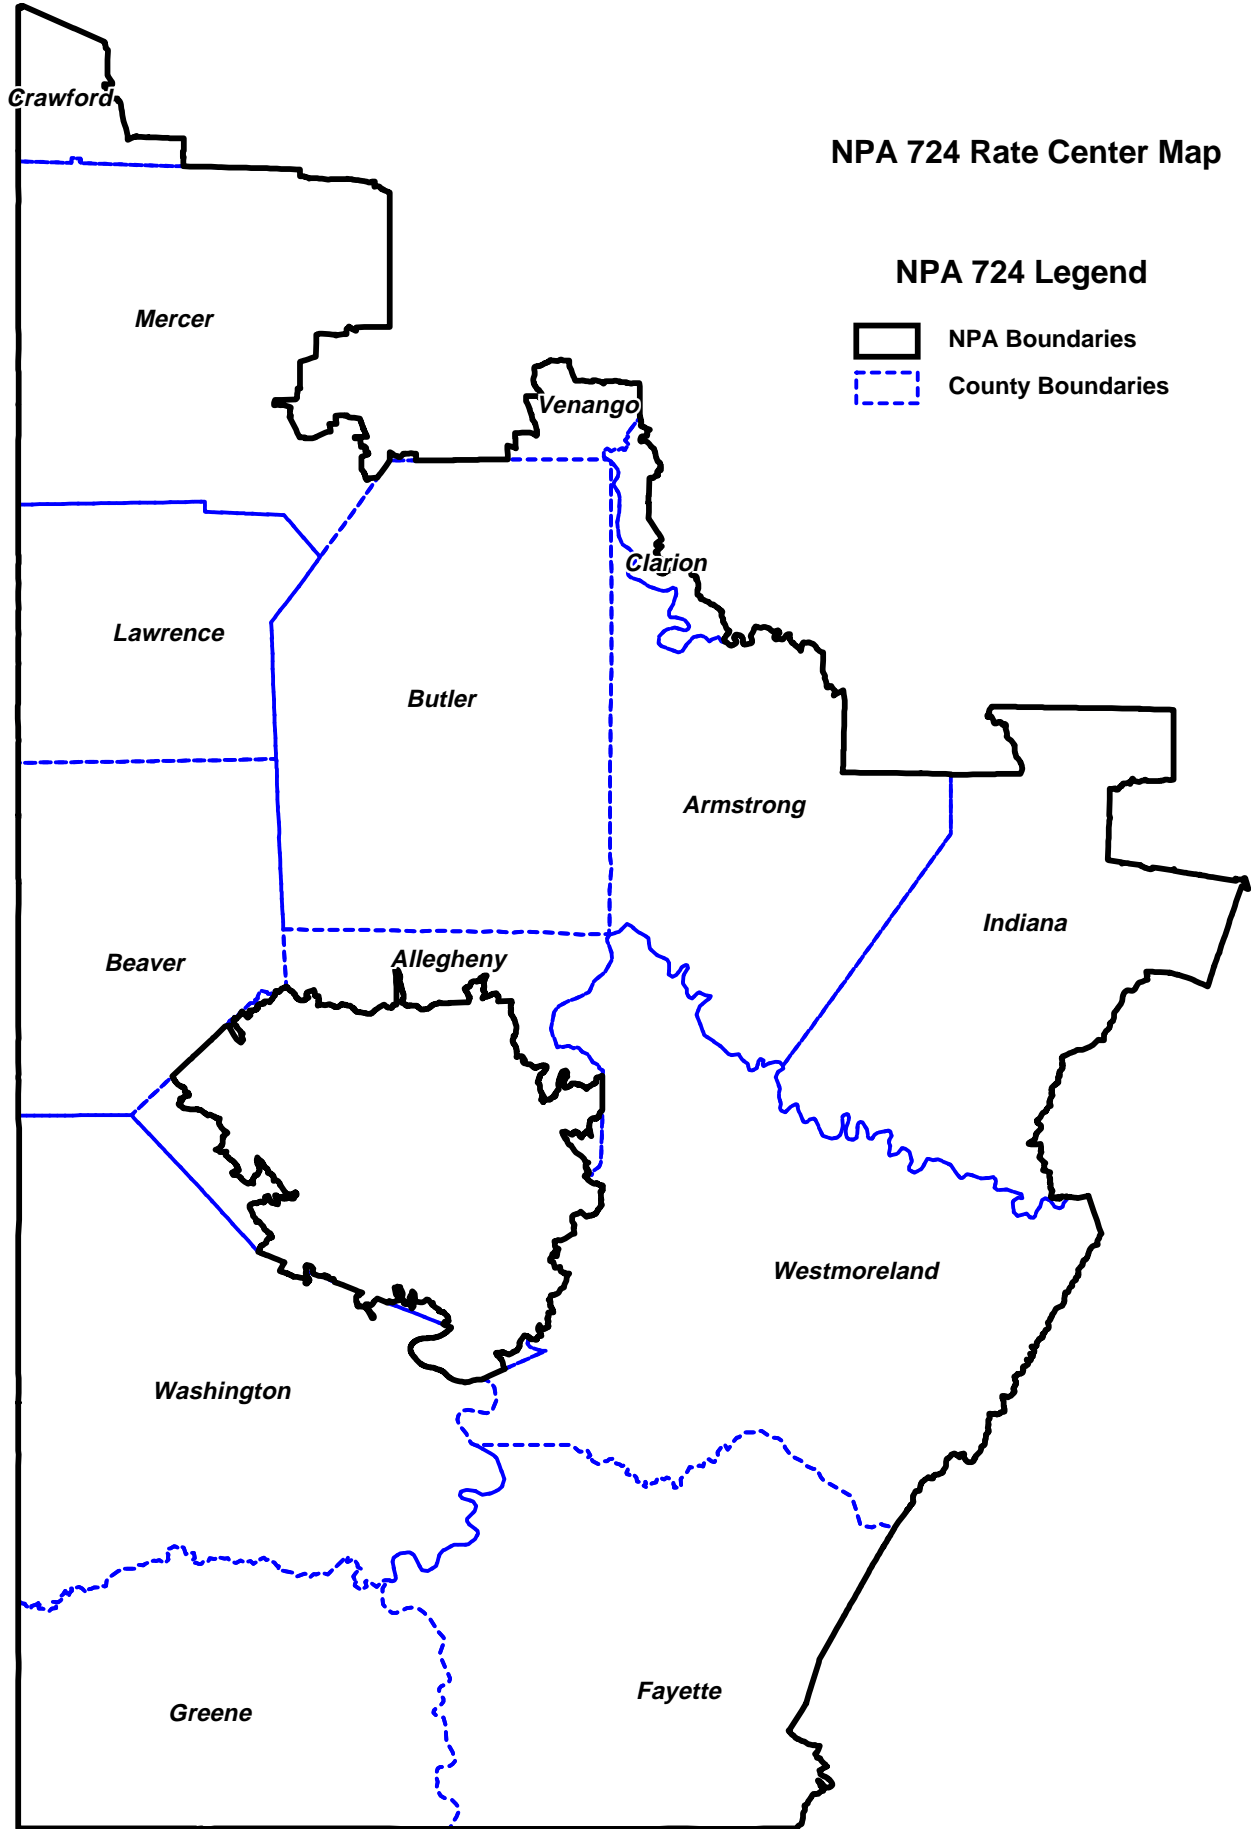 Crawford
NPA 724 Rate Center Map
NPA 724 Legend
NPA Boundaries
County Boundaries
Mercer
Venango
Clarion
Lawrence
Butler
Armstrong
Indiana
Beaver
Allegheny
Westmoreland
Washington
Fayette
Greene